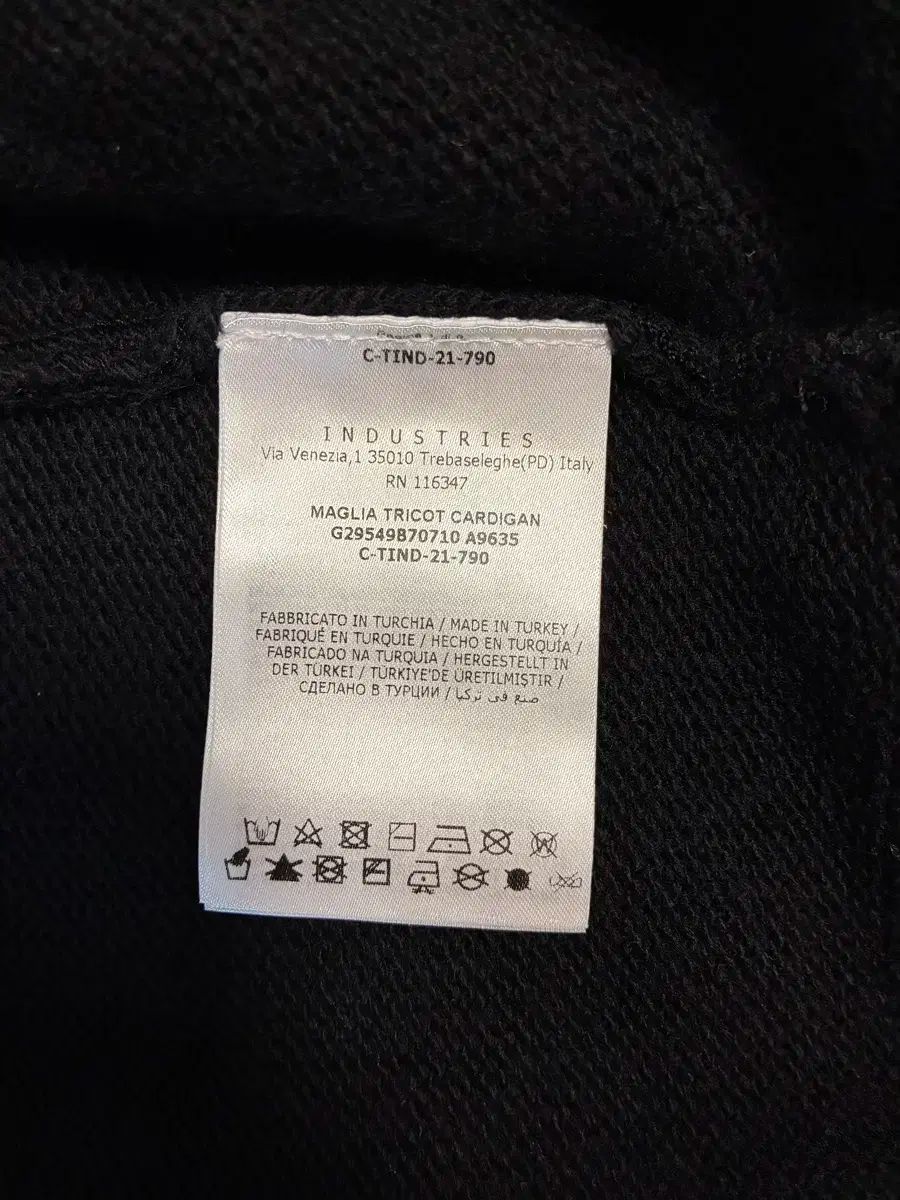 C-TIND-21-790
INDUSTRIES
Via Venezia,1 35010 Trebaseleghe(PD) Italy
RN 116347
MAGLIA TRICOT CARDIGAN
G29549B70710 A9635
C-TIND-21-790
FABBRICATO IN TURCHIA / MADE IN TURKEY /
FABRIQUÉ EN TURQUIE / HECHO EN TURQUÍA /
FABRICADO NA TURQUIA / HERGESTELLT IN
DER TÜRKEI / TÜRKIYE'DE ÜRETILMIŞTIR /
СДЕЛАНО В ТУРЦИИ / صنع في تركيا